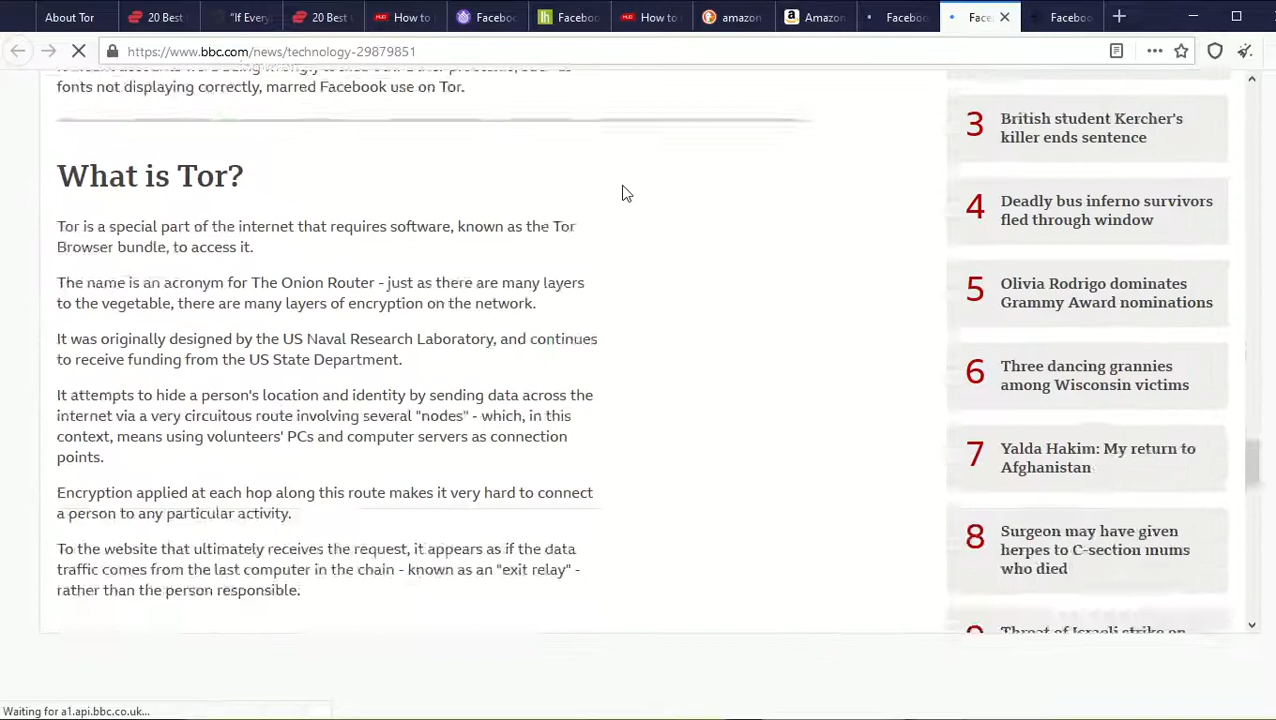 About Tor
20 Best
"If Every
20 Best
How to
Faceboo
Faceboo
How to
amazon
Amazon
Faceboo
Face
Faceboo
https://www.bbc.com/news/technology-29879851
fonts not displaying correctly, marred Facebook use on Tor.
What is Tor?
Tor is a special part of the internet that requires software, known as the Tor
Browser bundle, to access it.
The name is an acronym for The Onion Router - just as there are many layers
to the vegetable, there are many layers of encryption on the network.
It was originally designed by the US Naval Research Laboratory, and continues
to receive funding from the US State Department.
It attempts to hide a person's location and identity by sending data across the
internet via a very circuitous route involving several "nodes" - which, in this
context, means using volunteers' PCs and computer servers as connection
points.
Encryption applied at each hop along this route makes it very hard to connect
a person to any particular activity.
To the website that ultimately receives the request, it appears as if the data
traffic comes from the last computer in the chain - known as an "exit relay" -
rather than the person responsible.
3 British student Kercher's
killer ends sentence
4 Deadly bus inferno survivors
fled through window
5 Olivia Rodrigo dominates
Grammy Award nominations
6 Three dancing grannies
among Wisconsin victims
7 Yalda Hakim: My return to
Afghanistan
8 Surgeon may have given
herpes to C-section mums
who died
Threat of Israeli strike on
Waiting for a1.api.bbc.co.uk...